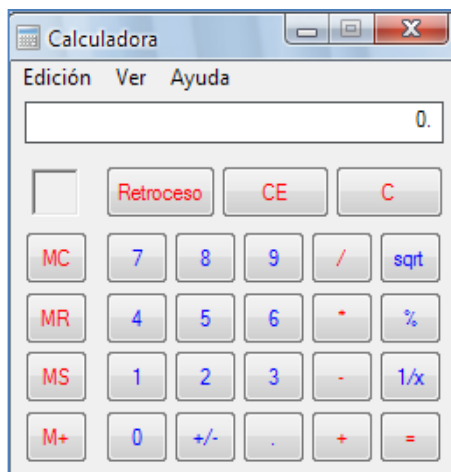 Calculadora
Edición Ver Ayuda
0.
Retroceso CE C
MC 7 8 9 / sqrt
MR 4 5 6 * %
MS 1 2 3 - 1/x
M+ 0 +/- . + =